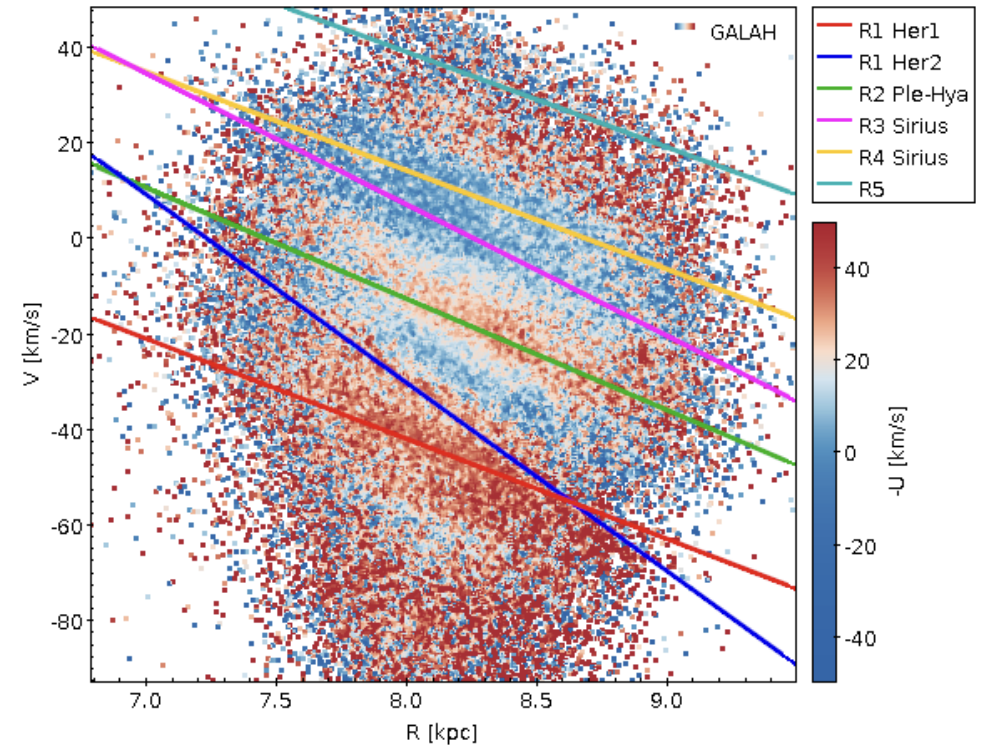 GALAH
R1 Her1
R1 Her2
R2 Ple-Hya
R3 Sirius
R4 Sirius
R5
40
20
0
-20
-40
-60
-80
V [km/s]
7.0 7.5 8.0 8.5 9.0
R [kpc]
40
20
0
-20
-40
-U [km/s]